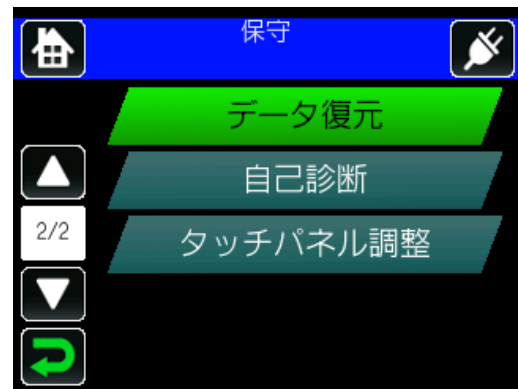 保守
データ復元
自己診断
2/2
タッチパネル調整